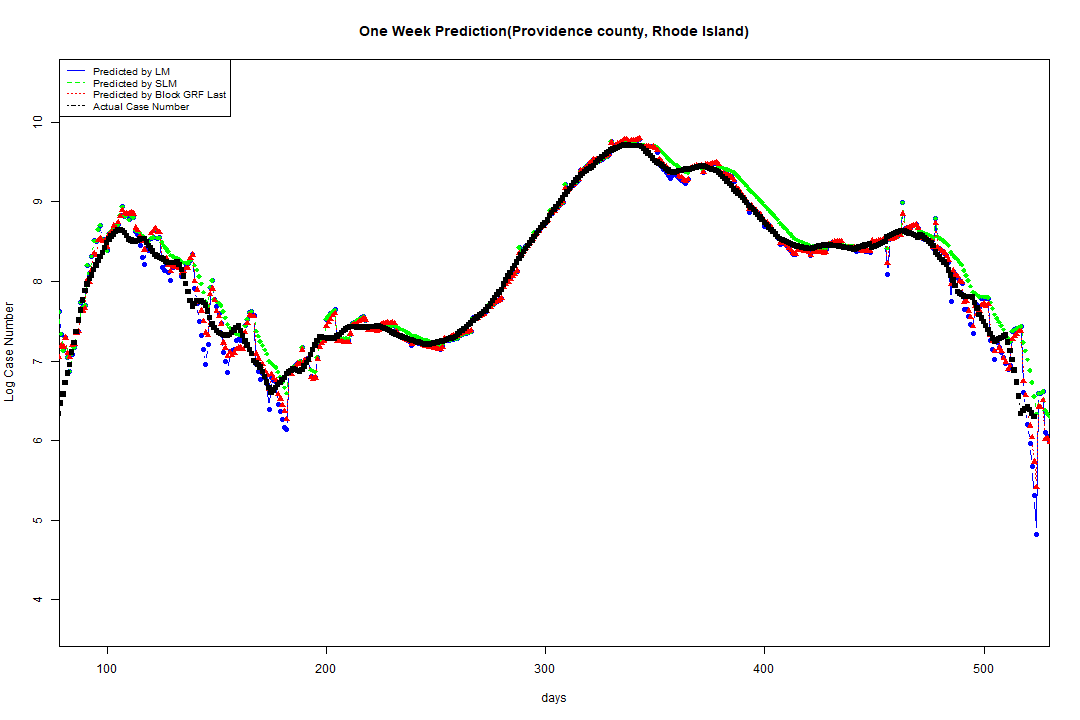 One Week Prediction(Providence county, Rhode Island)
Predicted by LM
Predicted by SLM
Predicted by Block GRF Last
Actual Case Number
10
9
8
7
6
5
4
Log Case Number
100 200 300 400 500
days